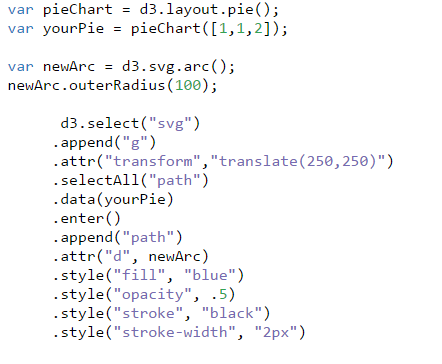 var pieChart = d3.layout.pie();
var yourPie = pieChart([1,1,2]);

var newArc = d3.svg.arc();
newArc.outerRadius(100);

      d3.select("svg")
     .append("g")
     .attr("transform","translate(250,250)")
     .selectAll("path")
     .data(yourPie)
     .enter()
     .append("path")
     .attr("d", newArc)
     .style("fill", "blue")
     .style("opacity", .5)
     .style("stroke", "black")
     .style("stroke-width", "2px")